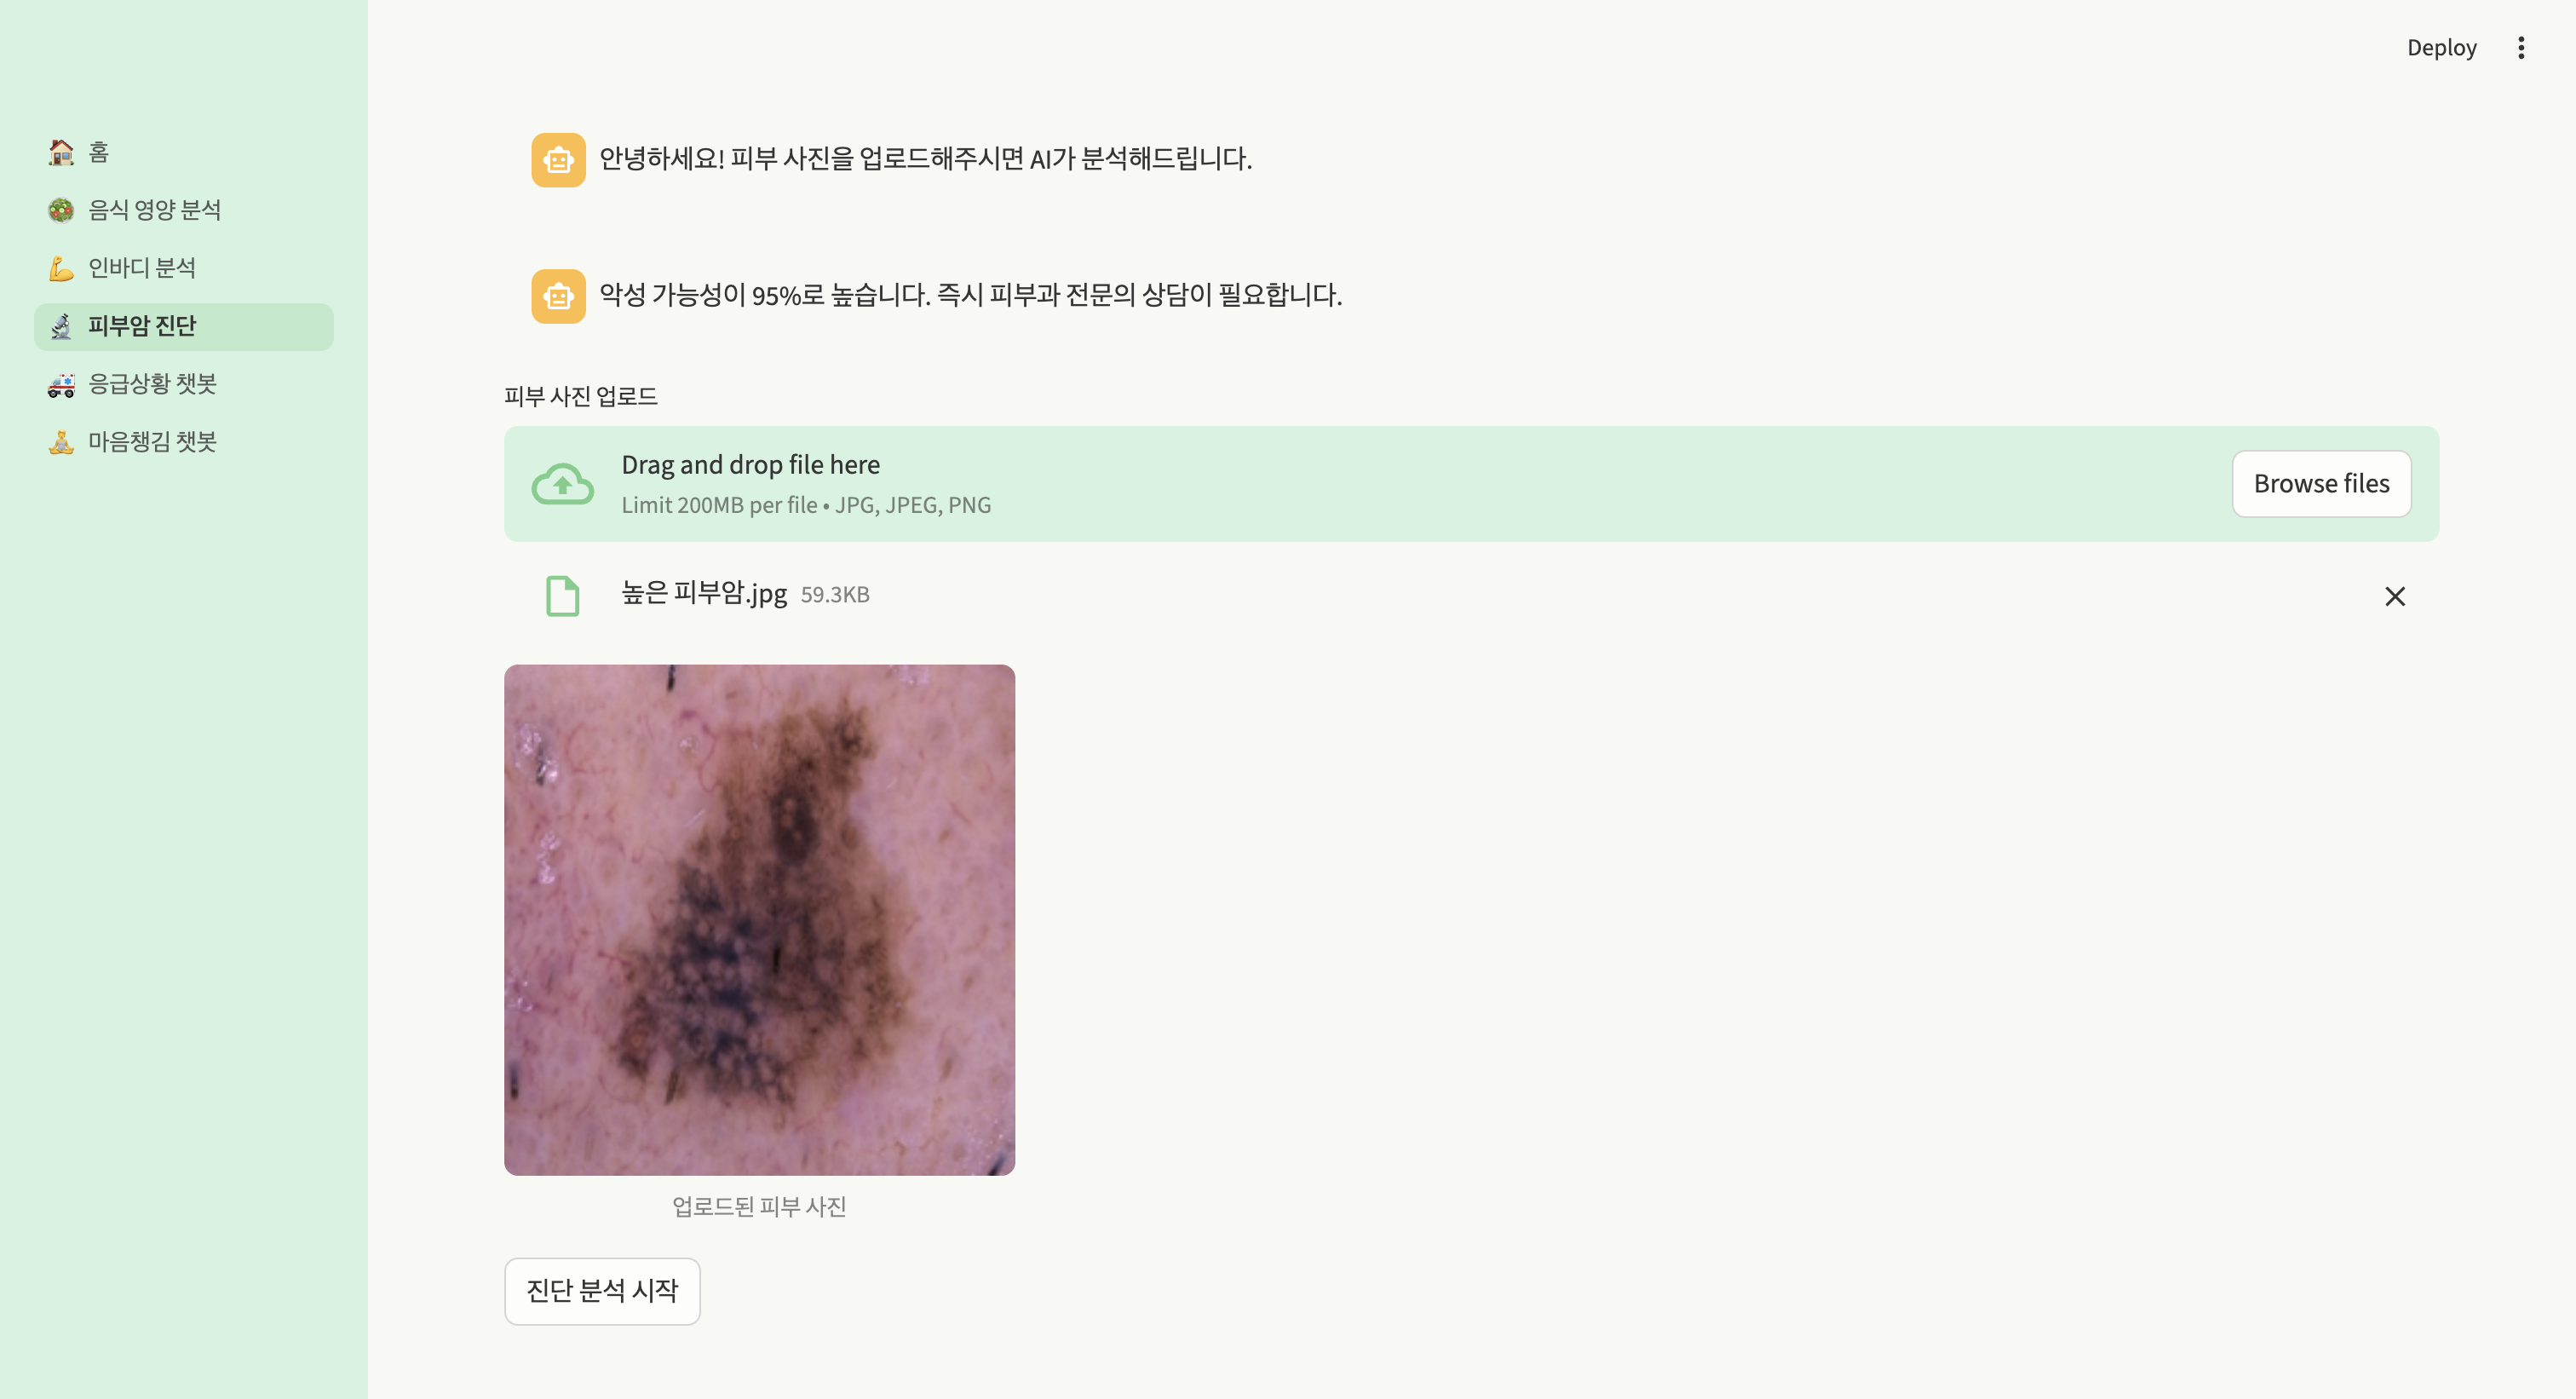 Deploy
홈
음식 영양 분석
인바디 분석
피부암 진단
응급상황 챗봇
마음챙김 챗봇
안녕하세요! 피부 사진을 업로드해주시면 AI가 분석해드립니다.
악성 가능성이 95%로 높습니다. 즉시 피부과 전문의 상담이 필요합니다.
피부 사진 업로드
Drag and drop file here
Limit 200MB per file • JPG, JPEG, PNG
Browse files
높은 피부암.jpg 59.3KB
업로드된 피부 사진
진단 분석 시작